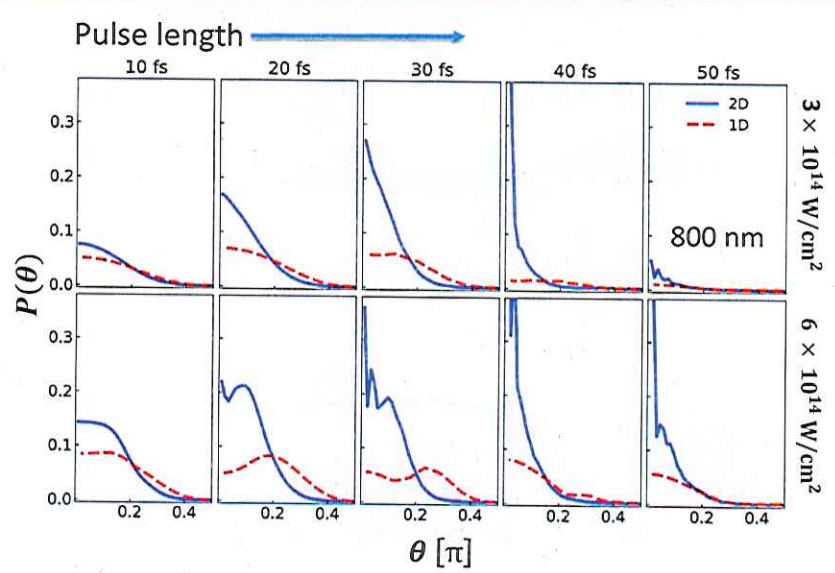 Pulse length
10 fs 20 fs 30 fs 40 fs 50 fs
0.3
0.2
0.1
0.0
2D
1D
800 nm
3 × 10¹⁴ W/cm²
0.3
0.2
0.1
0.0
6 × 10¹⁴ W/cm²
P(θ)
0.2 0.4 0.2 0.4 0.2 0.4 0.2 0.4 0.2 0.4
θ [π]